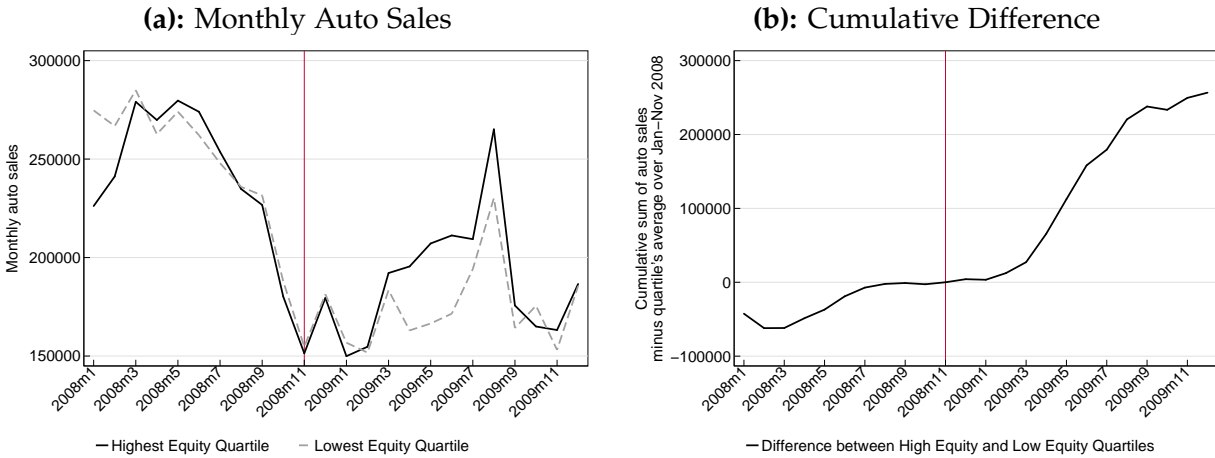 (a): Monthly Auto Sales
Monthly auto sales
300000
250000
200000
150000
2008m1
2008m3
2008m5
2008m7
2008m9
2008m11
2009m1
2009m3
2009m5
2009m7
2009m9
2009m11
Highest Equity Quartile
Lowest Equity Quartile
(b): Cumulative Difference
Cumulative sum of auto sales
minus quartile's average over Jan−Nov 2008
300000
200000
100000
0
−100000
2008m1
2008m3
2008m5
2008m7
2008m9
2008m11
2009m1
2009m3
2009m5
2009m7
2009m9
2009m11
Difference between High Equity and Low Equity Quartiles